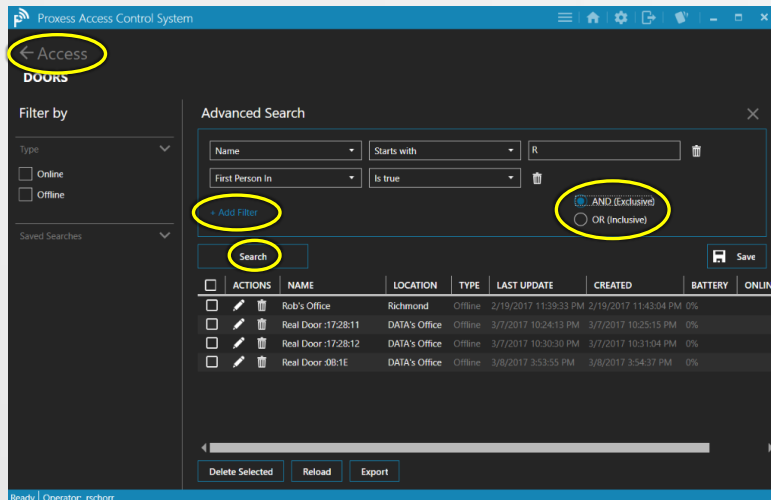 Proxess Access Control System
Access
DOORS
Filter by
Type
Online
Offline
Saved Searches
Advanced Search
Name Starts with R
First Person In Is true
+ Add Filter
AND (Exclusive)
OR (Inclusive)
Search
Save
ACTIONS NAME LOCATION TYPE LAST UPDATE CREATED BATTERY ONLIN
Rob's Office Richmond Offline 2/19/2017 11:39:33 PM 2/19/2017 11:43:04 PM 0%
Real Door :17:28:11 DATA's Office Offline 3/7/2017 10:24:13 PM 3/7/2017 10:25:15 PM 0%
Real Door :17:28:12 DATA's Office Offline 3/7/2017 10:30:30 PM 3/7/2017 10:31:04 PM 0%
Real Door :08:1E DATA's Office Offline 3/8/2017 3:53:55 PM 3/8/2017 3:54:37 PM 0%
Delete Selected Reload Export
Ready Operator: rschorr